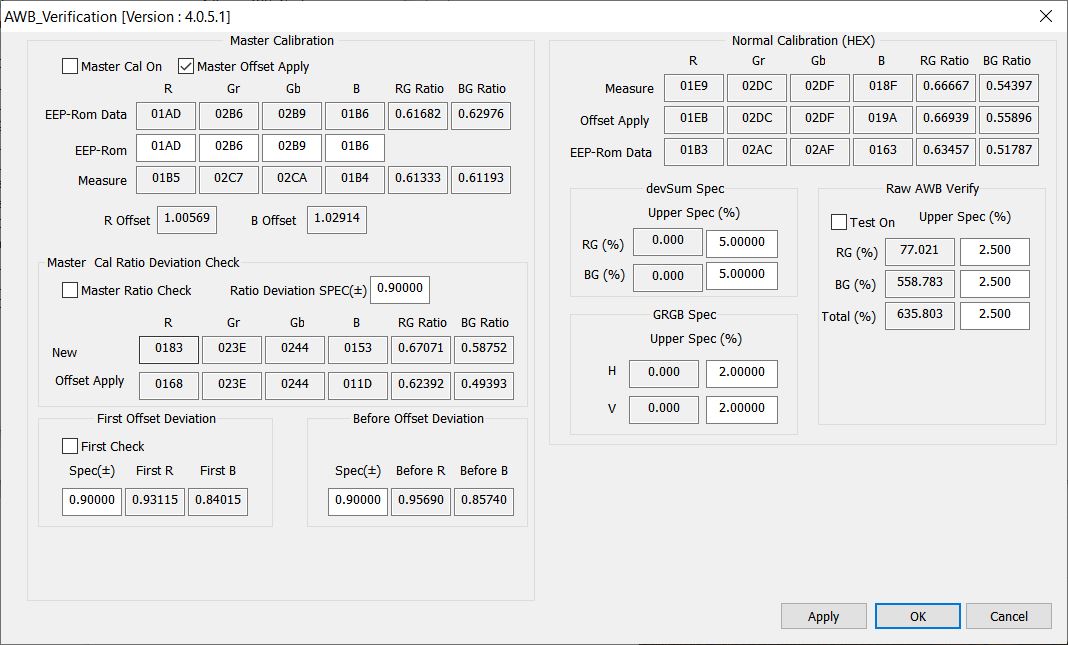 AWB_Verification [Version : 4.0.5.1]
Master Calibration
Master Cal On Master Offset Apply
R Gr Gb B RG Ratio BG Ratio
EEP-Rom Data 01AD 02B6 02B9 01B6 0.61682 0.62976
EEP-Rom 01AD 02B6 02B9 01B6
Measure 01B5 02C7 02CA 01B4 0.61333 0.61193
R Offset 1.00569 B Offset 1.02914
Master Cal Ratio Deviation Check
Master Ratio Check Ratio Deviation SPEC(±) 0.90000
R Gr Gb B RG Ratio BG Ratio
New 0183 023E 0244 0153 0.67071 0.58752
Offset Apply 0168 023E 0244 011D 0.62392 0.49393
First Offset Deviation
First Check
Spec(±) First R First B
0.90000 0.93115 0.84015
Before Offset Deviation
Spec(±) Before R Before B
0.90000 0.95690 0.85740
Normal Calibration (HEX)
R Gr Gb B RG Ratio BG Ratio
Measure 01E9 02DC 02DF 018F 0.66667 0.54397
Offset Apply 01EB 02DC 02DF 019A 0.66939 0.55896
EEP-Rom Data 01B3 02AC 02AF 0163 0.63457 0.51787
devSum Spec
Upper Spec (%)
RG (%) 0.000 5.00000
BG (%) 0.000 5.00000
GRGB Spec
Upper Spec (%)
H 0.000 2.00000
V 0.000 2.00000
Raw AWB Verify
Test On Upper Spec (%)
RG (%) 77.021 2.500
BG (%) 558.783 2.500
Total (%) 635.803 2.500
Apply OK Cancel